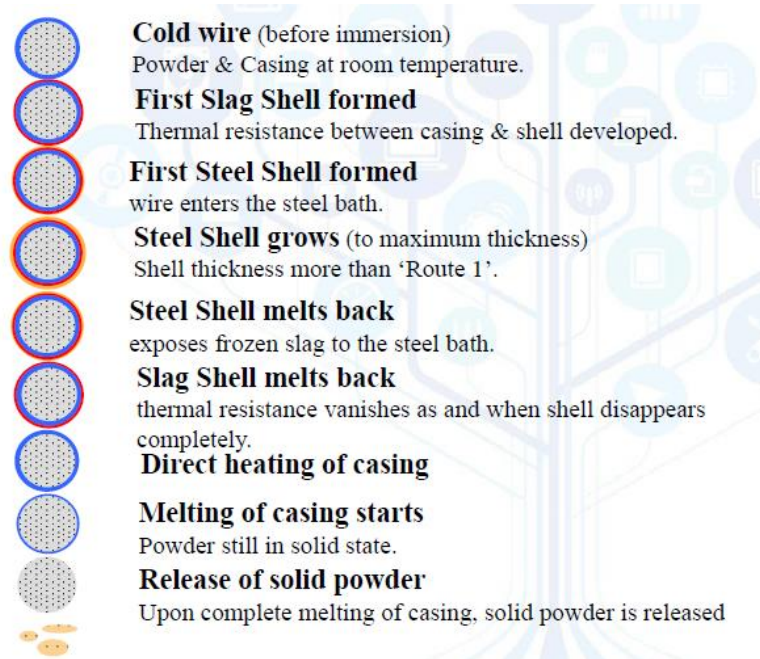 Cold wire (before immersion)
Powder & Casing at room temperature.
First Slag Shell formed
Thermal resistance between casing & shell developed.
First Steel Shell formed
wire enters the steel bath.
Steel Shell grows (to maximum thickness)
Shell thickness more than ‘Route 1’.
Steel Shell melts back
exposes frozen slag to the steel bath.
Slag Shell melts back
thermal resistance vanishes as and when shell disappears
completely.
Direct heating of casing
Melting of casing starts
Powder still in solid state.
Release of solid powder
Upon complete melting of casing, solid powder is released